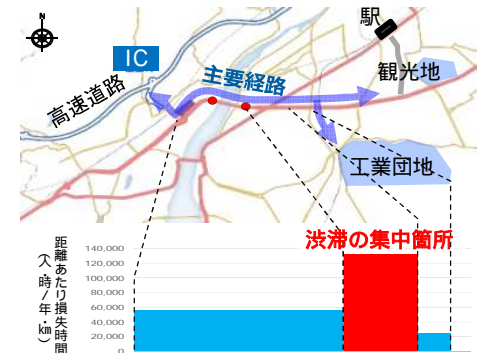 駅
IC
主要経路
観光地
高速道路
工業団地
渋滞の集中箇所
距離あたり損失時間
(人・時/年・km)
140,000
120,000
100,000
80,000
60,000
40,000
20,000
0